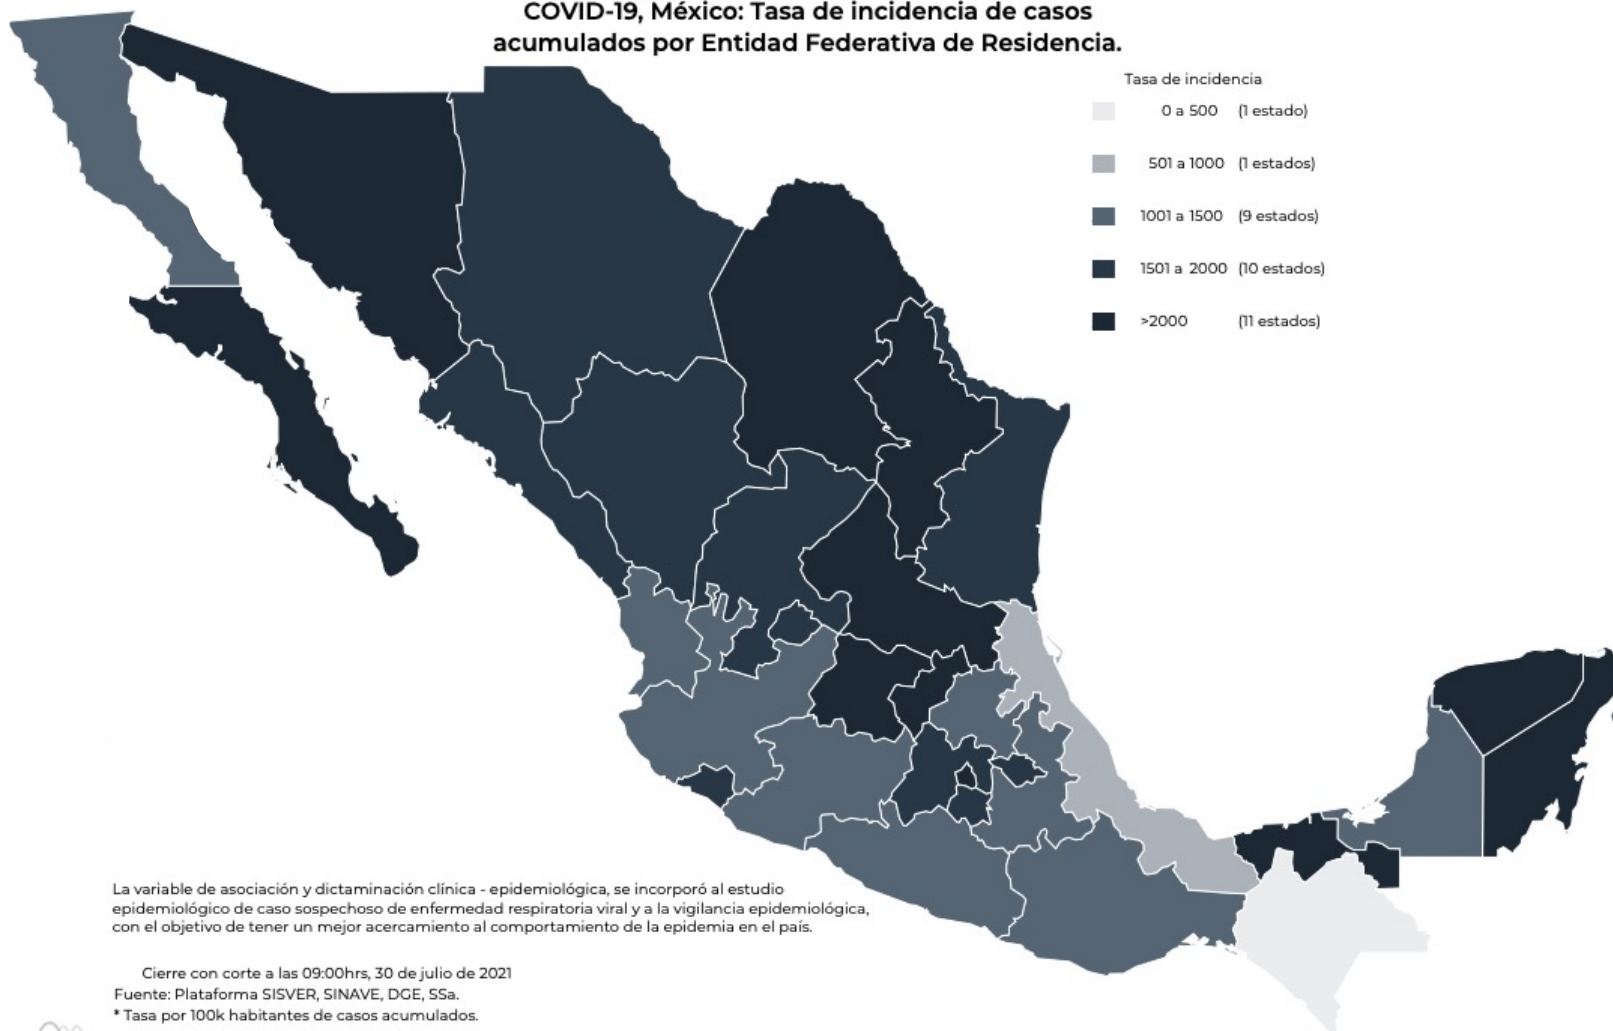 COVID-19, México: Tasa de incidencia de casos
acumulados por Entidad Federativa de Residencia.
Tasa de incidencia
0 a 500 (1 estado)
501 a 1000 (1 estados)
1001 a 1500 (9 estados)
1501 a 2000 (10 estados)
>2000 (11 estados)
La variable de asociación y dictaminación clínica - epidemiológica, se incorporó al estudio
epidemiológico de caso sospechoso de enfermedad respiratoria viral y a la vigilancia epidemiológica,
con el objetivo de tener un mejor acercamiento al comportamiento de la epidemia en el país.
Cierre con corte a las 09:00hrs, 30 de julio de 2021
Fuente: Plataforma SISVER, SINAVE, DGE, SSa.
* Tasa por 100k habitantes de casos acumulados.